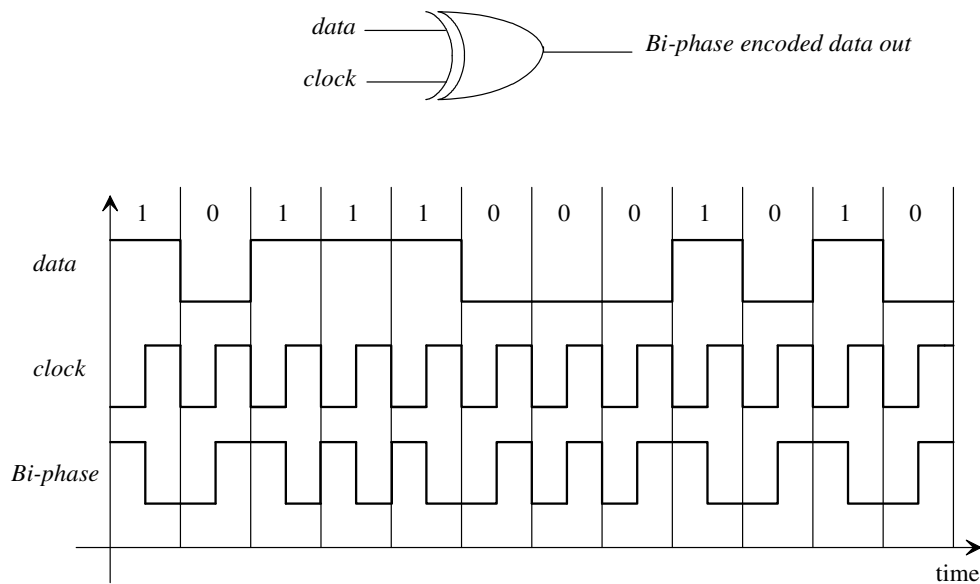 data
Bi-phase encoded data out
clock
1 0 1 1 1 0 0 0 1 0 1 0
data
clock
Bi-phase
time